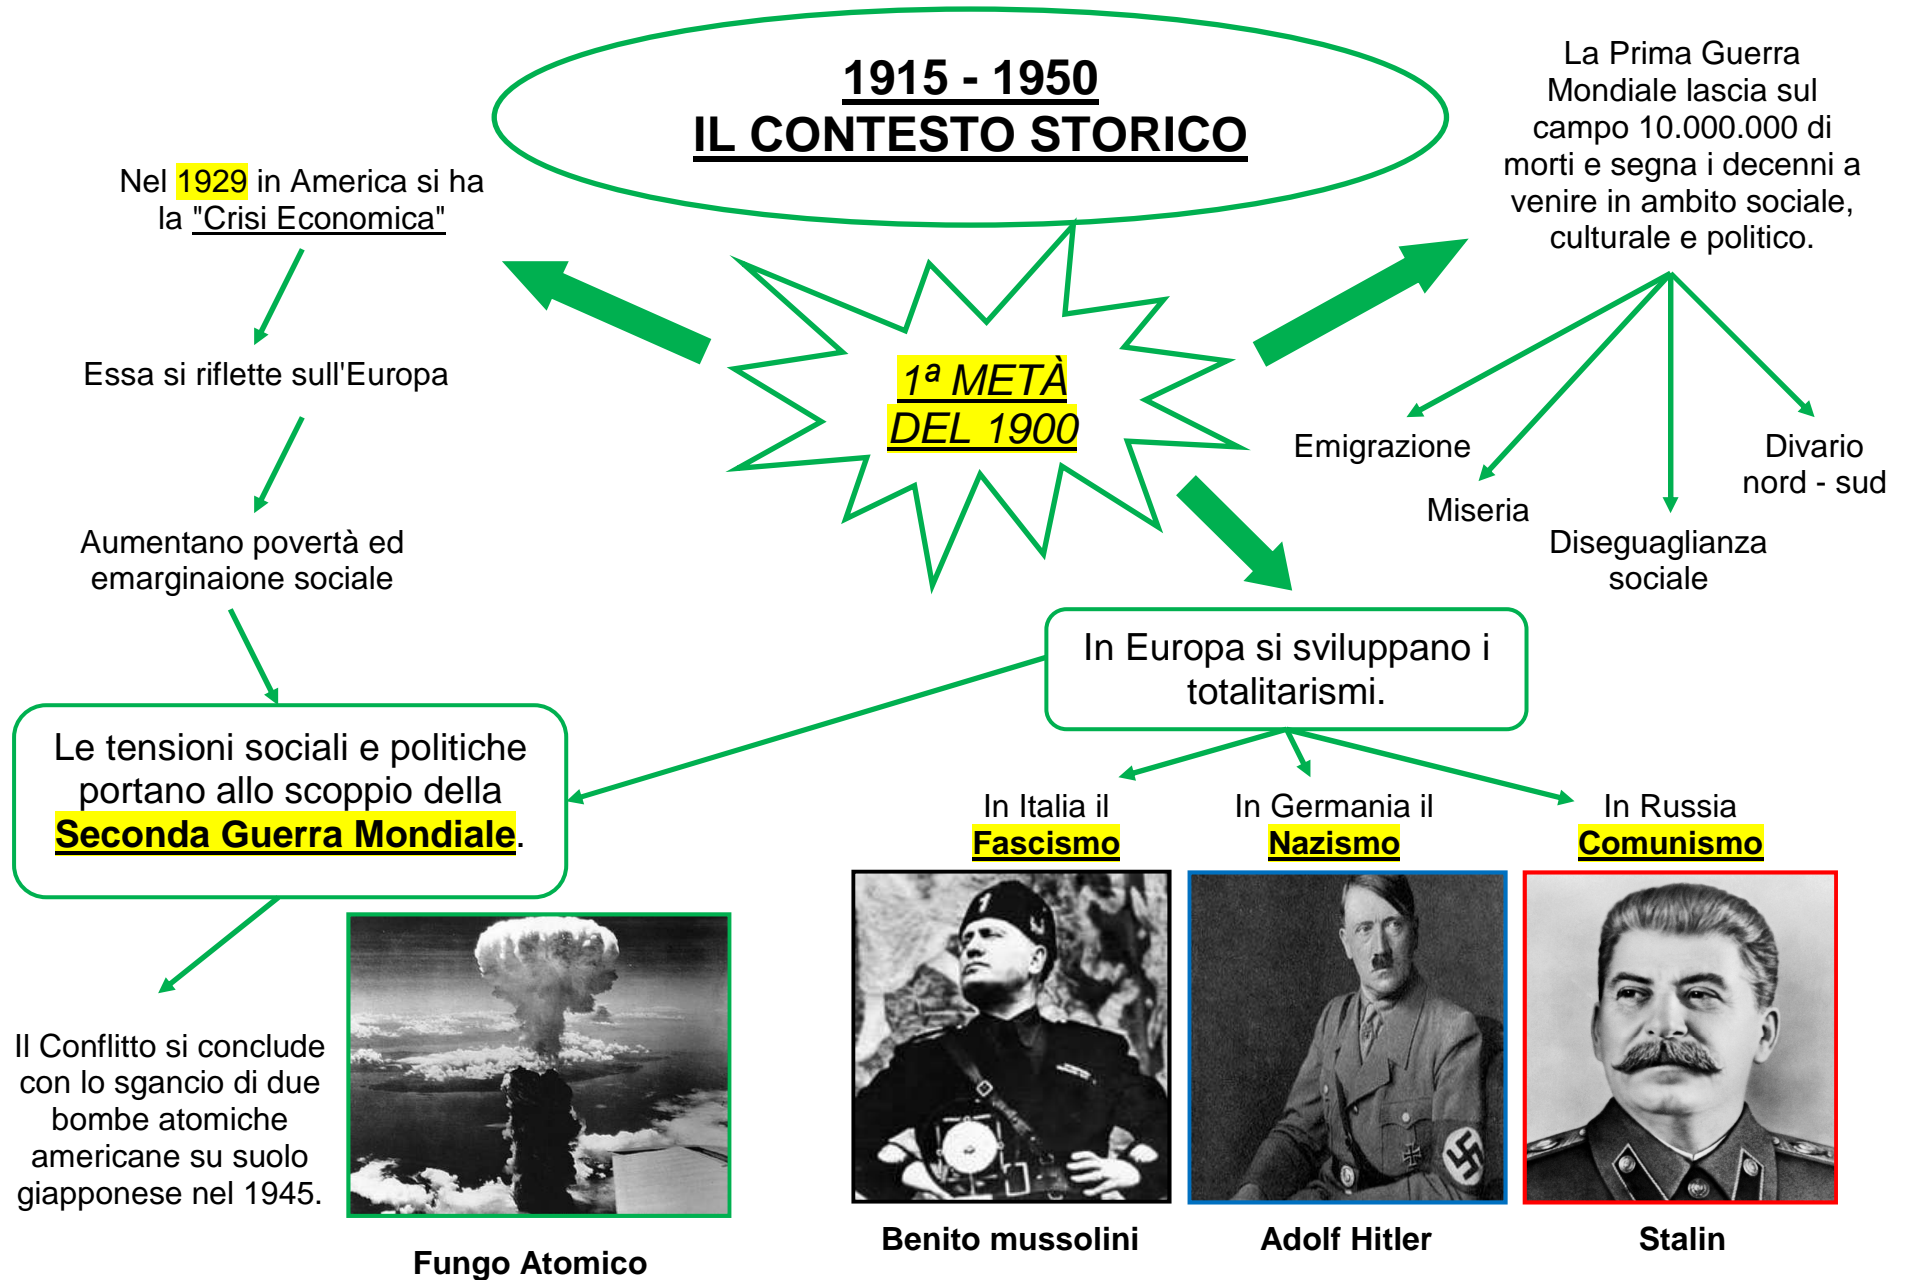 1915 - 1950
IL CONTESTO STORICO
La Prima Guerra
Mondiale lascia sul
campo 10.000.000 di
morti e segna i decenni a
venire in ambito sociale,
culturale e politico.
Nel 1929 in America si ha
la "Crisi Economica"
Essa si riflette sull'Europa
1ª METÀ
DEL 1900
Emigrazione
Miseria
Diseguaglianza
sociale
Divario
nord - sud
Aumentano povertà ed
emarginaione sociale
In Europa si sviluppano i
totalitarismi.
Le tensioni sociali e politiche
portano allo scoppio della
Seconda Guerra Mondiale.
In Italia il
Fascismo
In Germania il
Nazismo
In Russia
Comunismo
Il Conflitto si conclude
con lo sgancio di due
bombe atomiche
americane su suolo
giapponese nel 1945.
Fungo Atomico
Benito mussolini
Adolf Hitler
Stalin